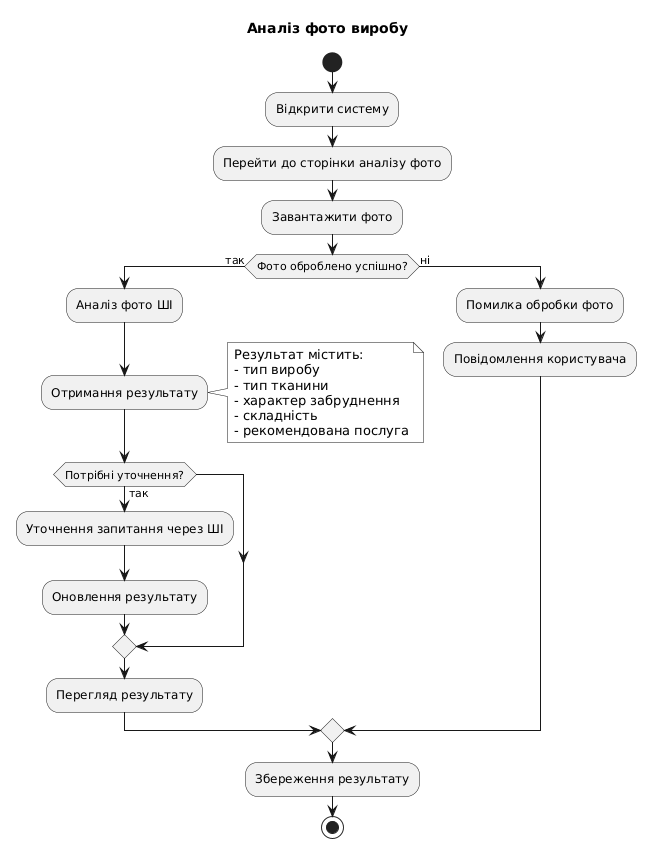 Аналіз фото виробу
Відкрити систему
Перейти до сторінки аналізу фото
Завантажити фото
Фото оброблено успішно?
так
ні
Аналіз фото ШІ
Отримання результату
Результат містить:
- тип виробу
- тип тканини
- характер забруднення
- складність
- рекомендована послуга
Потрібні уточнення?
так
Уточнення запитання через ШІ
Оновлення результату
Перегляд результату
Помилка обробки фото
Повідомлення користувача
Збереження результату